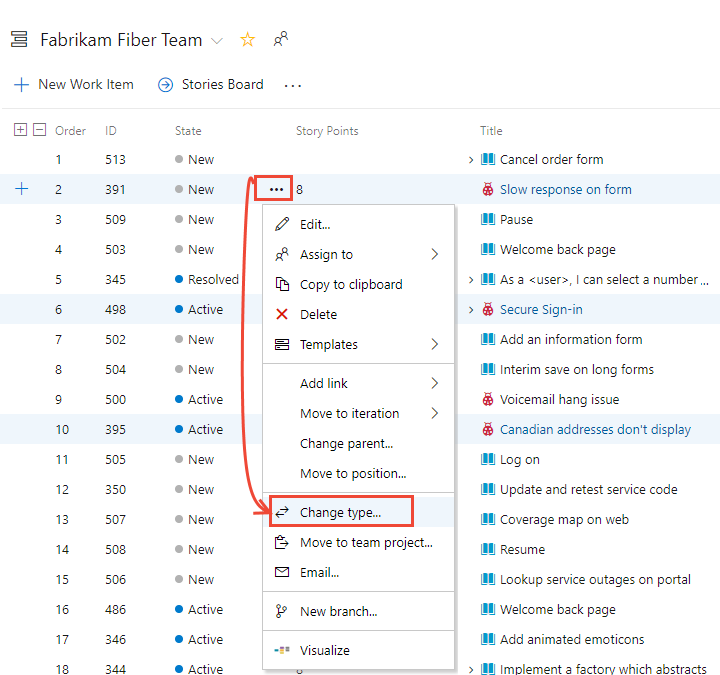 Fabrikam Fiber Team
New Work Item Stories Board ...
Order ID State Story Points Title
1 513 New Cancel order form
2 391 New ... 8 Slow response on form
3 509 New Pause
4 503 New Welcome back page
5 345 Resolved As a <user>, I can select a number ...
6 498 Active Secure Sign-in
7 502 New Add an information form
8 504 New Interim save on long forms
9 500 Active Voicemail hang issue
10 395 Active Canadian addresses don't display
11 505 New Log on
12 350 New Update and retest service code
13 507 New Coverage map on web
14 508 New Resume
15 506 New Lookup service outages on portal
16 486 Active Welcome back page
17 346 Active Add animated emoticons
18 344 Active Implement a factory which abstracts
Edit...
Assign to
Copy to clipboard
Delete
Templates
Add link
Move to iteration
Change parent...
Move to position...
Change type...
Move to team project...
Email...
New branch...
Visualize